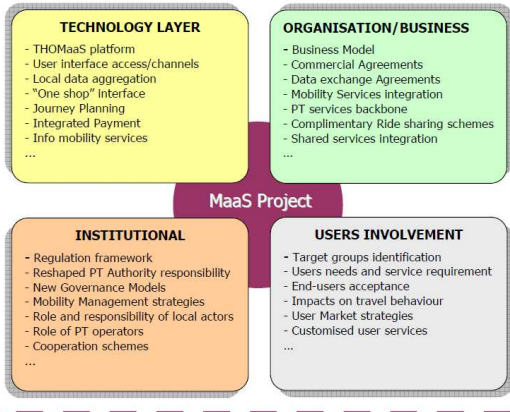 TECHNOLOGY LAYER
- THOMaaS platform
- User interface access/channels
- Local data aggregation
- “One shop” interface
- Journey Planning
- Integrated Payment
- Info mobility services
...
ORGANISATION/BUSINESS
- Business Model
- Commercial Agreements
- Data exchange Agreements
- Mobility Services integration
- PT services backbone
- Complimentary Ride sharing schemes
- Shared services integration
...
MaaS Project
INSTITUTIONAL
- Regulation framework
- Reshaped PT Authority responsibility
- New Governance Models
- Mobility Management strategies
- Role and responsibility of local actors
- Role of PT operators
- Cooperation schemes
...
USERS INVOLVEMENT
- Target groups identification
- Users needs and service requirement
- End-users acceptance
- Impacts on travel behaviour
- User Market strategies
- Customised user services
...